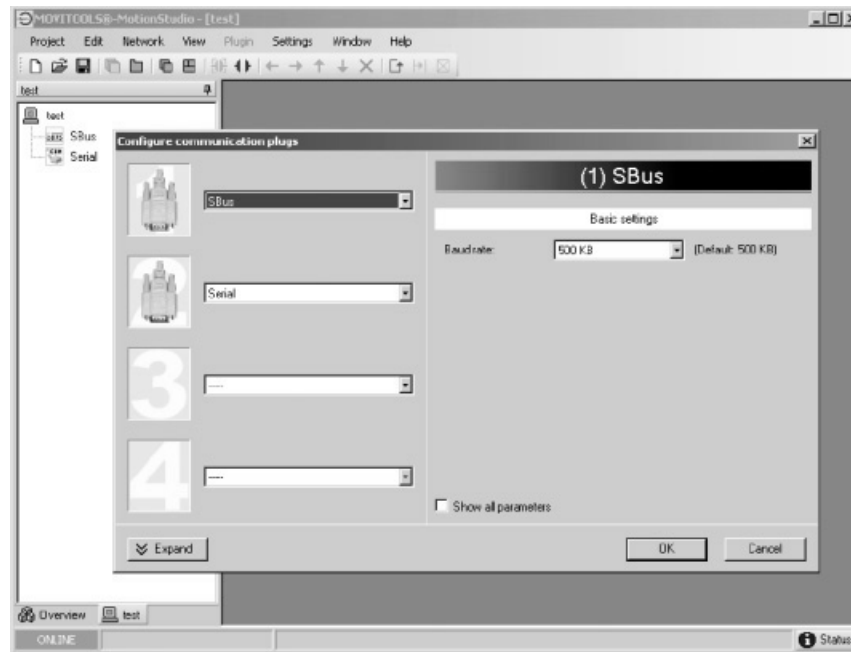 MOVITOOLS®-MotionStudio - [test]
Project Edit Network View Plugin Settings Window Help
test
test
SBus
Serial
Configure communication plugs
SBus
Serial
3
----
4
----
(1) SBus
Basic settings
Baudrate: 500 KB (Default: 500 KB)
Show all parameters
Expand
OK
Cancel
Overview
test
ONLINE
Status